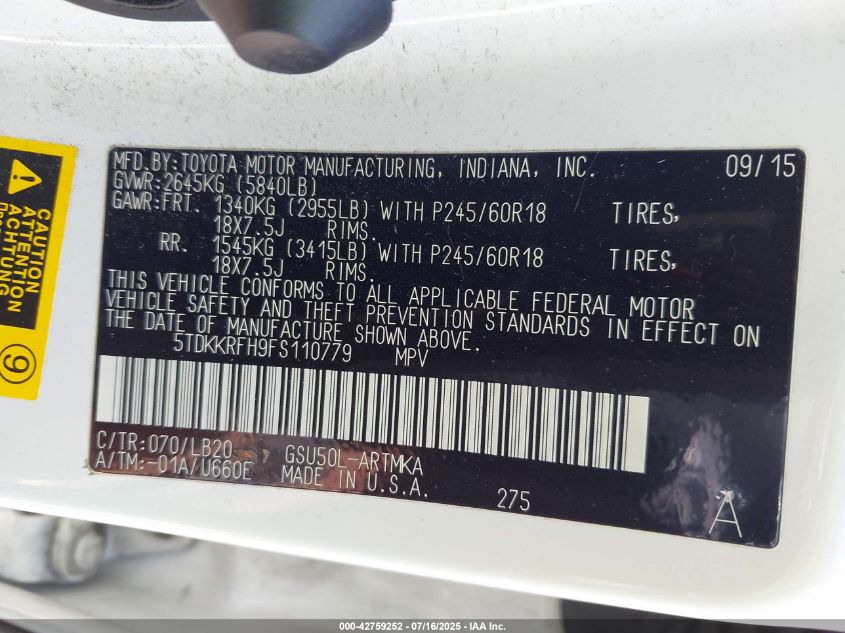 MFD.BY:TOYOTA MOTOR MANUFACTURING, INDIANA, INC. 09/15
GVWR:2645KG (5840LB)
GAWR:FRT. 1340KG (2955LB) WITH P245/60R18 TIRES,
18X7.5J RIMS.
RR. 1545KG (3415LB) WITH P245/60R18 TIRES,
18X7.5J RIMS.
THIS VEHICLE CONFORMS TO ALL APPLICABLE FEDERAL MOTOR
VEHICLE SAFETY AND THEFT PREVENTION STANDARDS IN EFFECT ON
THE DATE OF MANUFACTURE SHOWN ABOVE.
5TDKKRFH9FS110779 MPV
C/TR:070/LB20 GSU50L-ARTMKA
A/TM:-01A/U660E MADE IN U.S.A. 275
A
CAUTION
ATTENTION
ACHTUNG
9
000-42759252 - 07/16/2025 - IAA Inc.